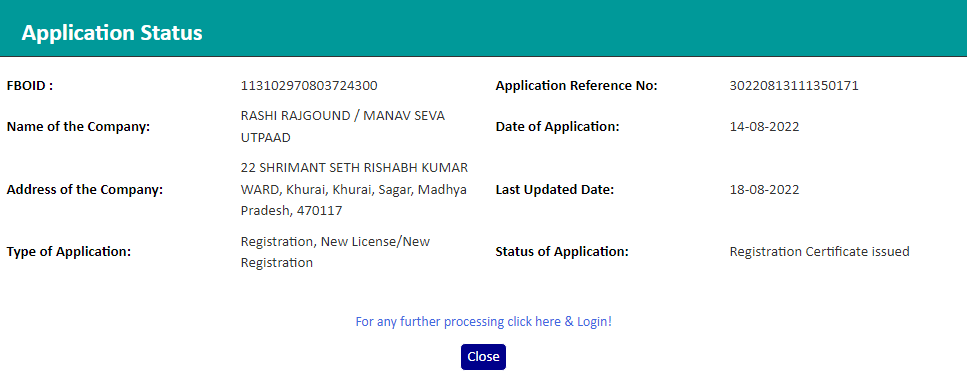 Application Status
FBOID :
113102970803724300
Application Reference No:
30220813111350171
Name of the Company:
RASHI RAJGOUND / MANAV SEVA
UTPAAD
Date of Application:
14-08-2022
Address of the Company:
22 SHRIMANT SETH RISHABH KUMAR
WARD, Khurai, Khurai, Sagar, Madhya
Pradesh, 470117
Last Updated Date:
18-08-2022
Type of Application:
Registration, New License/New
Registration
Status of Application:
Registration Certificate issued
For any further processing click here & Login!
Close